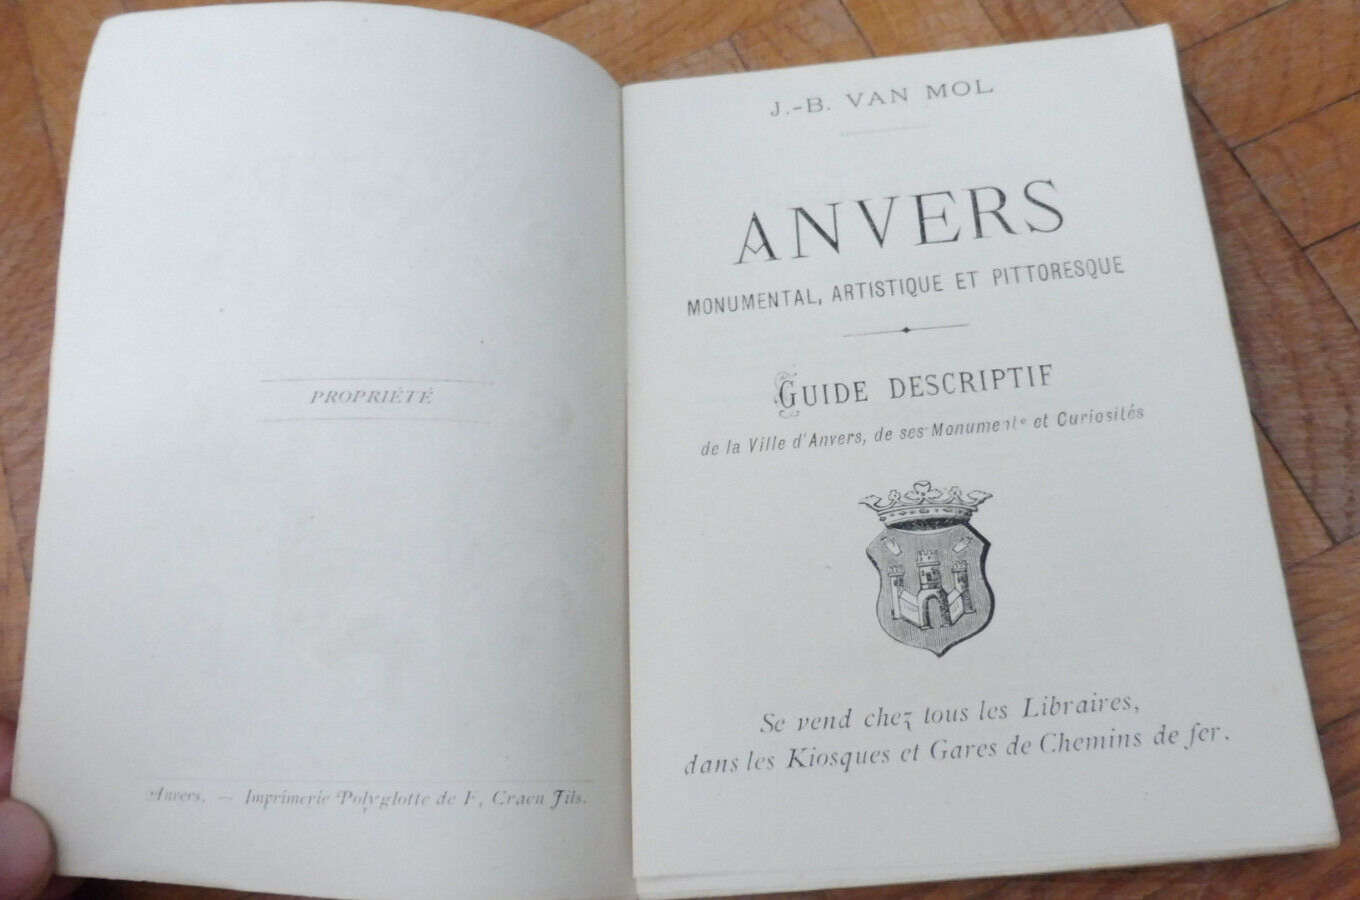 PROPRIÉTÉ
Anvers. — Imprimerie Polyglotte de F. Craen Fils.
J.-B. VAN MOL
ANVERS
MONUMENTAL, ARTISTIQUE ET PITTORESQUE
GUIDE DESCRIPTIF
de la Ville d'Anvers, de ses Monuments et Curiosités
Se vend chez tous les Libraires,
dans les Kiosques et Gares de Chemins de fer.